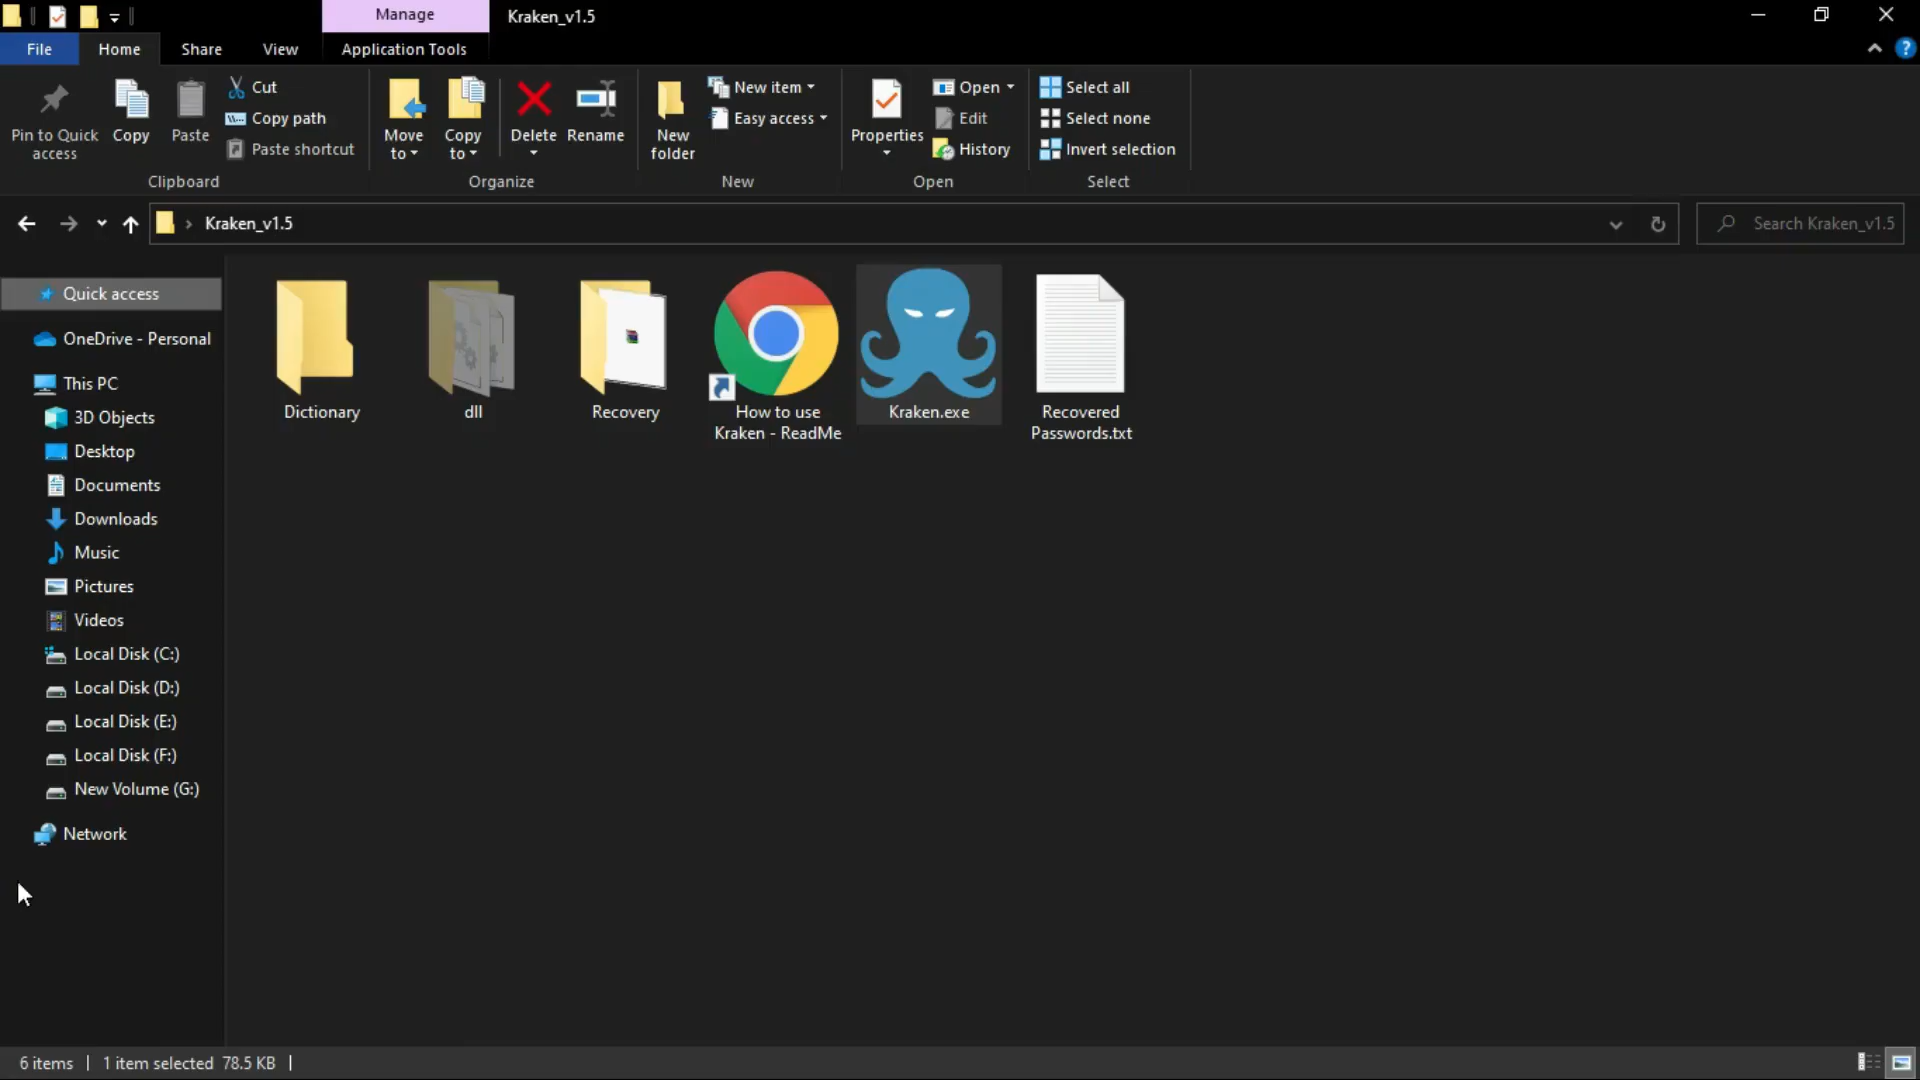 Manage
Kraken_v1.5
File
Home
Share
View
Application Tools
Pin to Quick
access
Copy
Paste
Cut
Copy path
Paste shortcut
Clipboard
Move
to
Copy
to
Delete
Rename
Organize
New
folder
New item
Easy access
New
Properties
Open
Edit
History
Open
Select all
Select none
Invert selection
Select
Kraken_v1.5
Search Kraken_v1.5
Quick access
OneDrive - Personal
This PC
3D Objects
Desktop
Documents
Downloads
Music
Pictures
Videos
Local Disk (C:)
Local Disk (D:)
Local Disk (E:)
Local Disk (F:)
New Volume (G:)
Network
Dictionary
dll
Recovery
How to use
Kraken - ReadMe
Kraken.exe
Recovered
Passwords.txt
6 items
1 item selected 78.5 KB